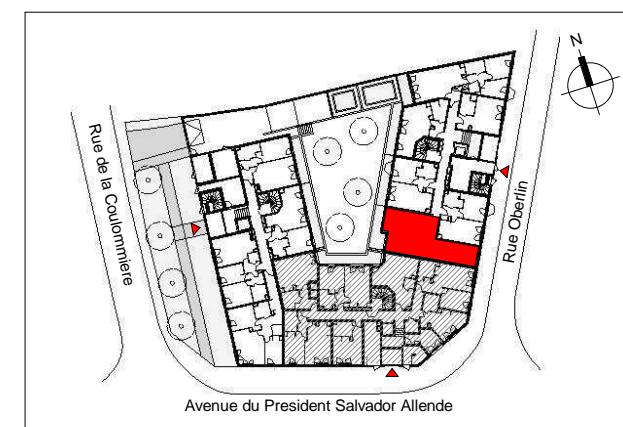 N
Rue de la Coulommiere
Rue Oberlin
Avenue du President Salvador Allende